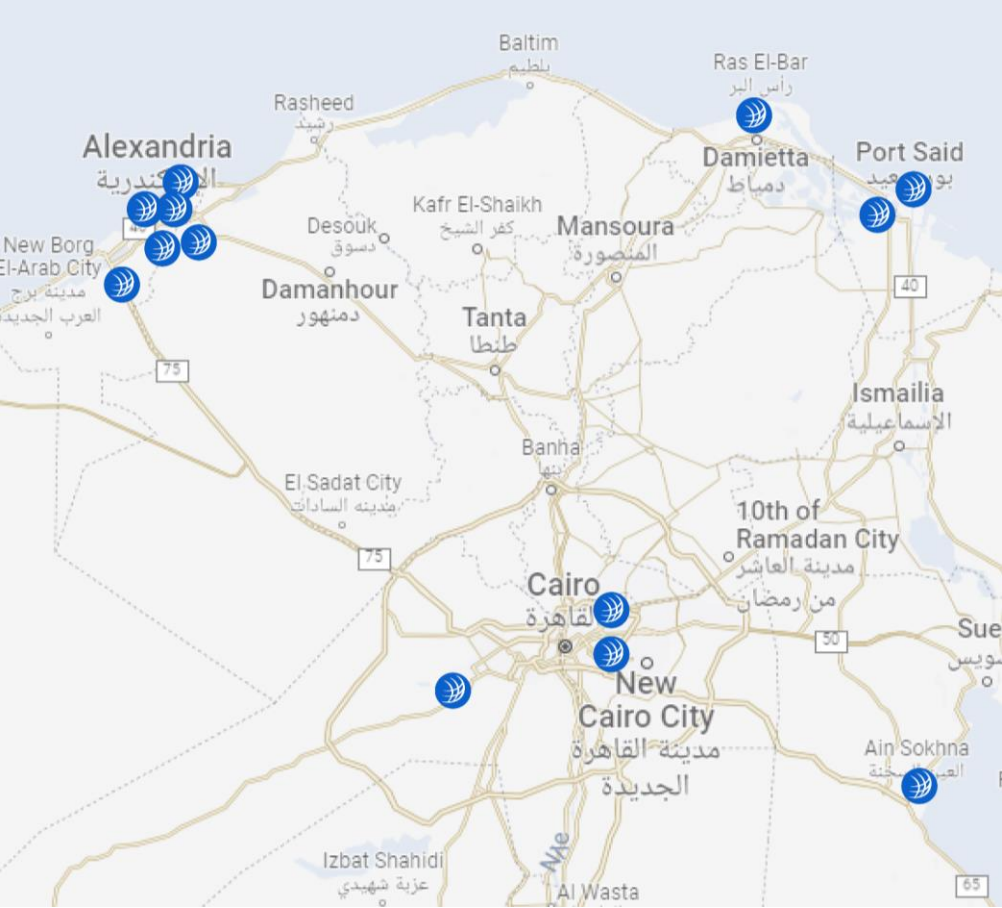 Baltim
بلطيم
Ras El-Bar
رأس البر
Rasheed
رشيد
Alexandria
Damietta
دمياط
Port Said
Kafr El-Shaikh
كفر الشيخ
Desouk
دسوق
Mansoura
المنصورة
New Borg
El-Arab City
مدينة برج
العرب الجديدة
Damanhour
دمنهور
40
Tanta
طنطا
75
Ismailia
الإسماعيلية
Banha
بنها
El Sadat City
مدينه السادات
10th of
Ramadan City
مدينة العاشر
من رمضان
75
Cairo
50
Sue
سويس
New
Cairo City
مدينة القاهرة
الجديدة
Ain Sokhna
Izbat Shahidi
عزبة شهيدي
Nile
Al Wasta
65